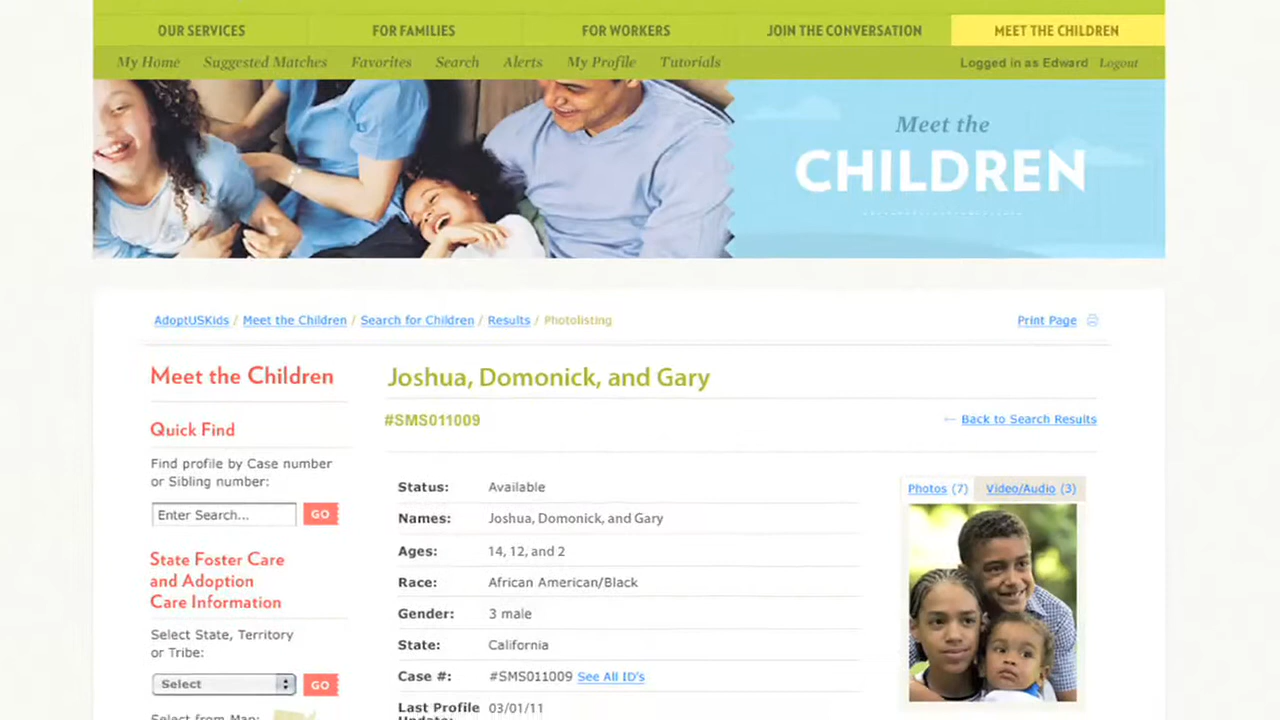 OUR SERVICES FOR FAMILIES FOR WORKERS JOIN THE CONVERSATION MEET THE CHILDREN
My Home Suggested Matches Favorites Search Alerts My Profile Tutorials Logged in as Edward Logout
Meet the
CHILDREN
AdoptUSKids / Meet the Children / Search for Children / Results / Photolisting Print Page
Meet the Children
Quick Find
Find profile by Case number
or Sibling number:
Enter Search... GO
State Foster Care
and Adoption
Care Information
Select State, Territory
or Tribe:
Select GO
Select from Map:
Joshua, Domonick, and Gary
#SMS011009 ← Back to Search Results
Status: Available
Names: Joshua, Domonick, and Gary
Ages: 14, 12, and 2
Race: African American/Black
Gender: 3 male
State: California
Case #: #SMS011009 See All ID's
Last Profile 03/01/11
Update:
Photos (7) Video/Audio (3)